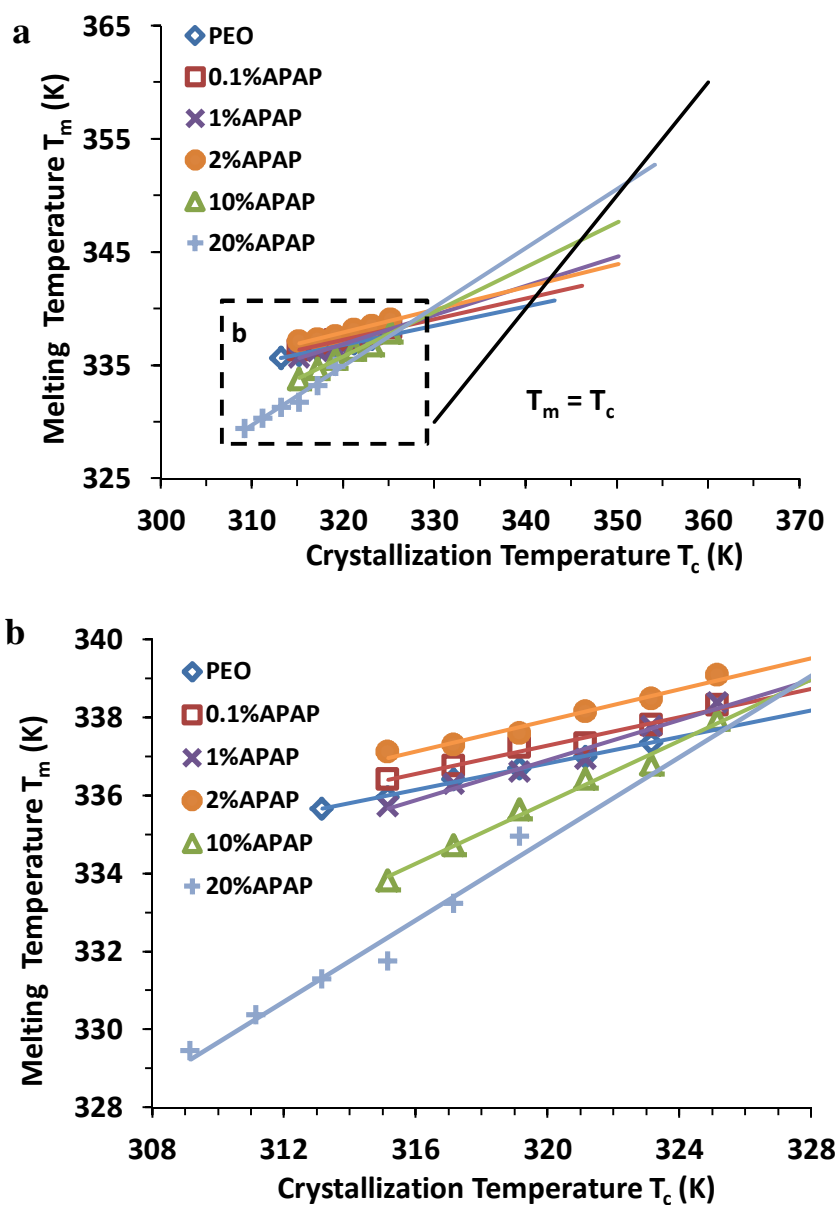 a
365
355
345
335
325
300
310
320
330
340
350
360
370
Melting Temperature Tm (K)
Crystallization Temperature Tc (K)
PEO
0.1%APAP
1%APAP
2%APAP
10%APAP
20%APAP
b
Tm = Tc
b
340
338
336
334
332
330
328
308
312
316
320
324
328
Melting Temperature Tm (K)
Crystallization Temperature Tc (K)
PEO
0.1%APAP
1%APAP
2%APAP
10%APAP
20%APAP